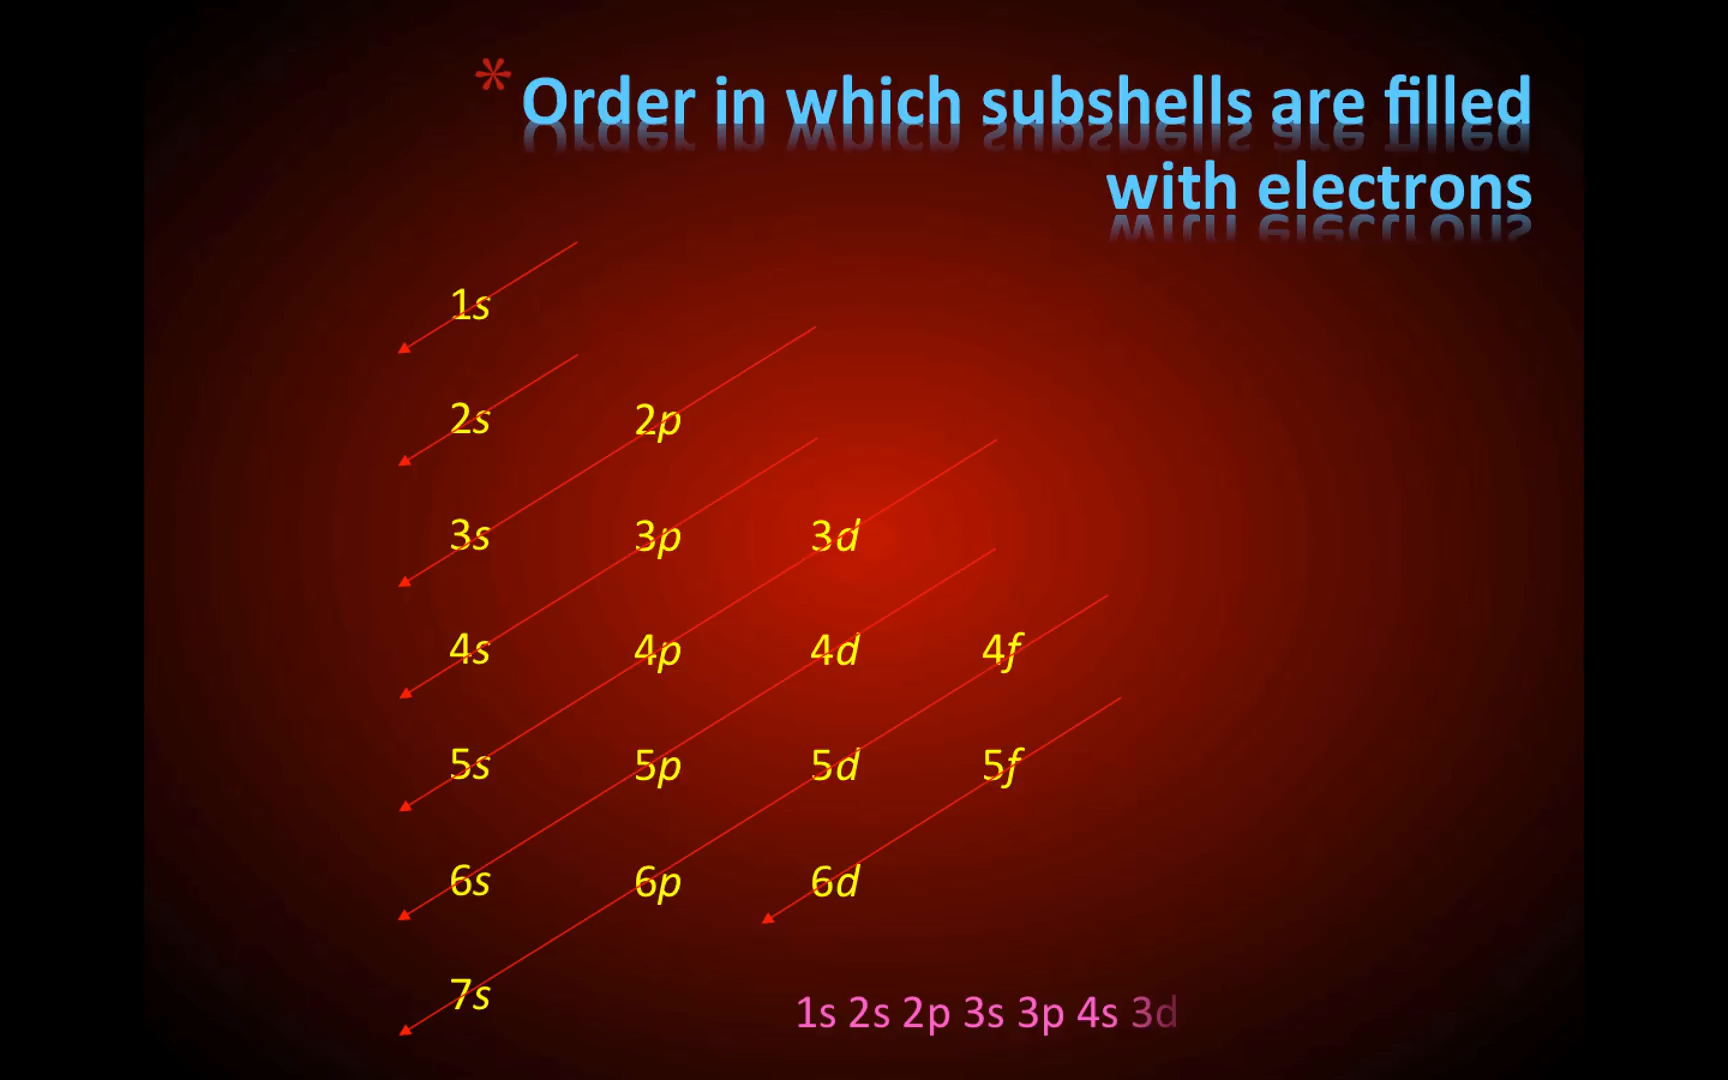 * Order in which subshells are filled
with electrons
1s
2s 2p
3s 3p 3d
4s 4p 4d 4f
5s 5p 5d 5f
6s 6p 6d
7s
1s 2s 2p 3s 3p 4s 3d